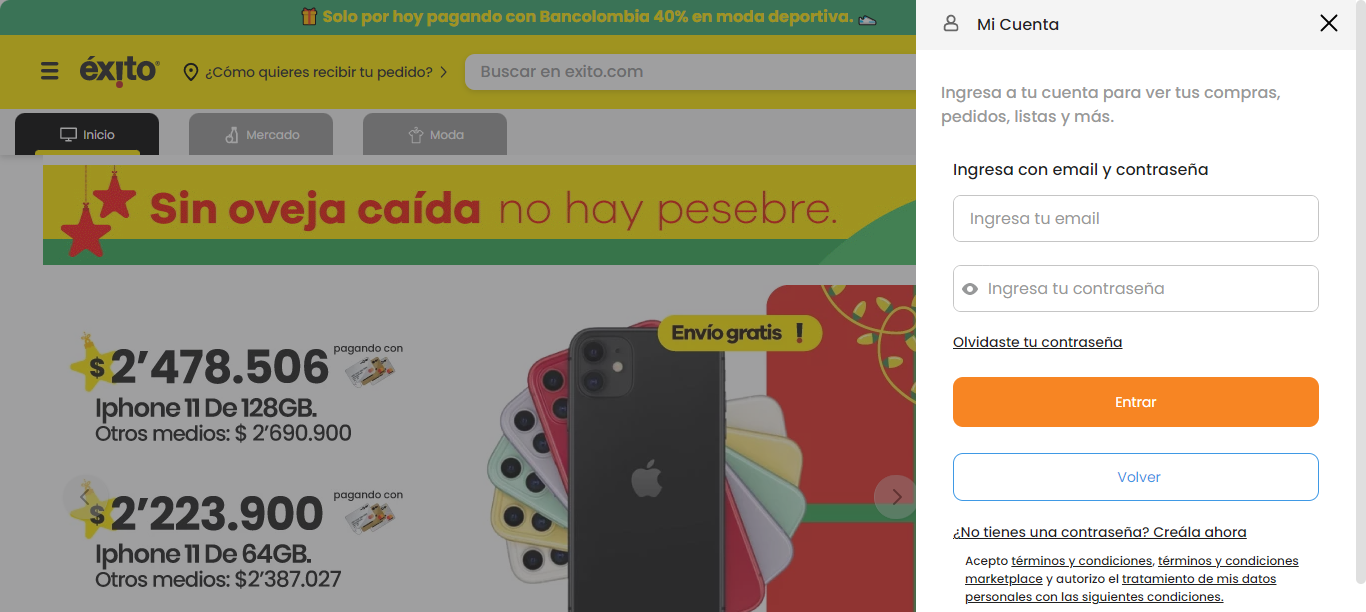 Solo por hoy pagando con Bancolombia 40% en moda deportiva.
éxito
¿Cómo quieres recibir tu pedido?
Buscar en exito.com
Inicio
Mercado
Moda
Sin oveja caída no hay pesebre.
Envío gratis !
$2’478.506
pagando con
Iphone 11 De 128GB.
Otros medios: $ 2’690.900
$2’223.900
pagando con
Iphone 11 De 64GB.
Otros medios: $2’387.027
Mi Cuenta
Ingresa a tu cuenta para ver tus compras,
pedidos, listas y más.
Ingresa con email y contraseña
Ingresa tu email
Ingresa tu contraseña
Olvidaste tu contraseña
Entrar
Volver
¿No tienes una contraseña? Creála ahora
Acepto términos y condiciones, términos y condiciones
marketplace y autorizo el tratamiento de mis datos
personales con las siguientes condiciones.